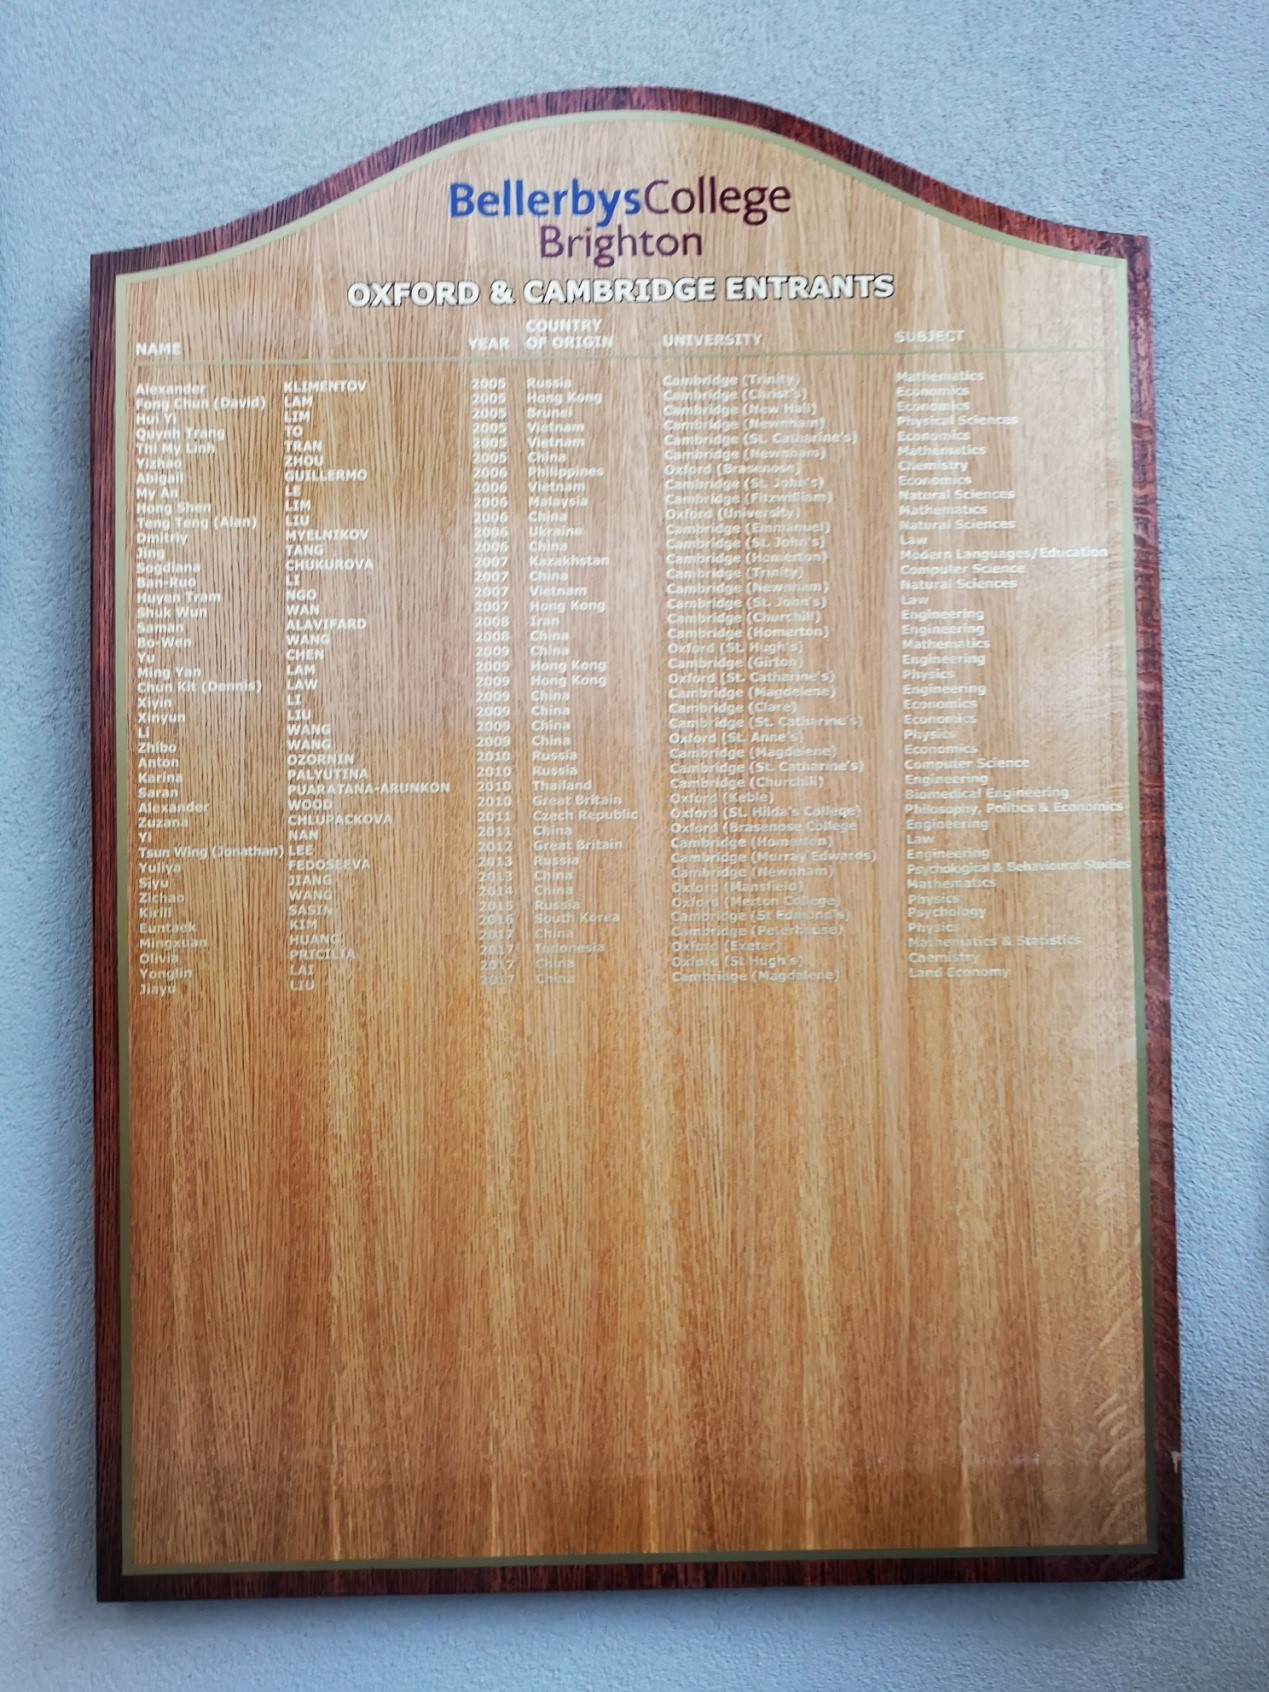 BellerbysCollege
Brighton
OXFORD & CAMBRIDGE ENTRANTS
NAME YEAR COUNTRY OF ORIGIN UNIVERSITY SUBJECT
Alexander KLIMENTOV 2005 Russia Cambridge (Trinity) Mathematics
Fong Chun (David) LAM 2005 Hong Kong Cambridge (Christ's) Economics
Hui Yi LIM 2005 Brunei Cambridge (New Hall) Economics
Quynh Trang TO 2005 Vietnam Cambridge (Newnham) Physical Sciences
Thi My Linh TRAN 2005 Vietnam Cambridge (St. Catharine's) Economics
Yizhao ZHOU 2005 China Cambridge (Newnham) Mathematics
Abigail GUILLERMO 2006 Philippines Oxford (Brasenose) Chemistry
My An LE 2006 Vietnam Cambridge (St. John's) Economics
Hong Shen LIM 2006 Malaysia Cambridge (Fitzwilliam) Natural Sciences
Teng Teng (Alan) LIU 2006 China Oxford (University) Mathematics
Dmitriy MYELNIKOV 2006 Ukraine Cambridge (Emmanuel) Natural Sciences
Jing TANG 2006 China Cambridge (St. John's) Law
Sogdiana CHUKUROVA 2007 Kazakhstan Cambridge (Homerton) Modern Languages/Education
Ban-Ruo LI 2007 China Cambridge (Trinity) Computer Science
Huyen Tram NGO 2007 Vietnam Cambridge (Newnham) Natural Sciences
Shuk Wun WAN 2007 Hong Kong Cambridge (St. John's) Law
Saman ALAVIFARD 2008 Iran Cambridge (Churchill) Engineering
Bo-Wen WANG 2008 China Cambridge (Homerton) Engineering
Yu CHEN 2009 China Oxford (St. Hugh's) Mathematics
Ming Yan LAM 2009 Hong Kong Cambridge (Girton) Engineering
Chun Kit (Dennis) LAW 2009 Hong Kong Oxford (St. Catharine's) Physics
Xiyin LI 2009 China Cambridge (Magdelene) Engineering
Xinyun LIU 2009 China Cambridge (Clare) Economics
Li WANG 2009 China Cambridge (St. Catharine's) Economics
Zhibo WANG 2009 China Oxford (St. Anne's) Physics
Anton OZORNIN 2010 Russia Cambridge (Magdelene) Economics
Karina PALYUTINA 2010 Russia Cambridge (St. Catharine's) Computer Science
Saran PUARATANA-ARUNKON 2010 Thailand Cambridge (Churchill) Engineering
Alexander WOOD 2010 Great Britain Oxford (Keble) Biomedical Engineering
Zuzana CHLUPACKOVA 2011 Czech Republic Oxford (St. Hilda's College) Philosophy, Politics & Economics
Yi NAN 2011 China Oxford (Brasenose College Engineering
Tsun Wing (Jonathan) LEE 2012 Great Britain Cambridge (Homerton) Law
Yuliya FEDOSEEVA 2013 Russia Cambridge (Murray Edwards) Engineering
Siyu JIANG 2013 China Cambridge (Newnham) Psychological & Behavioural Studies
Zichao WANG 2014 China Oxford (Mansfield) Mathematics
Kirill SASIN 2015 Russia Oxford (Merton College) Physics
Euntaek KIM 2016 South Korea Cambridge (St Edmund's) Psychology
Mingxuan HUANG 2017 China Cambridge (Peterhouse) Physics
Olivia PRICILIA 2017 Indonesia Oxford (Exeter) Mathematics & Statistics
Yonglin LAI 2017 China Oxford (St Hugh's) Chemistry
Jiayu LIU 2017 China Cambridge (Magdalene) Land Economy